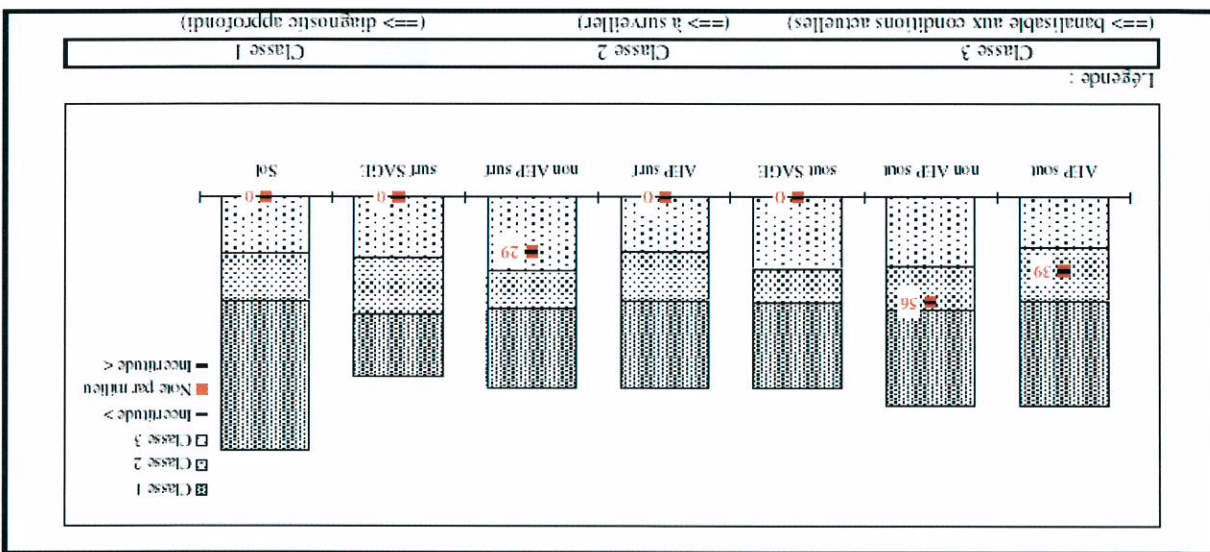 Classe 1
Classe 2
Classe 3
Incertitude >
Note par milieu
Incertitude <
56
39
29
0
0
0
0
AEP sout
non AEP sout
sout SAGE
AEP surf
non AEP surf
surf SAGE
Sol
Légende :
Classe 3
Classe 2
Classe 1
(==> banalisable aux conditions actuelles)
(==> à surveiller)
(==> diagnostic approfondi)